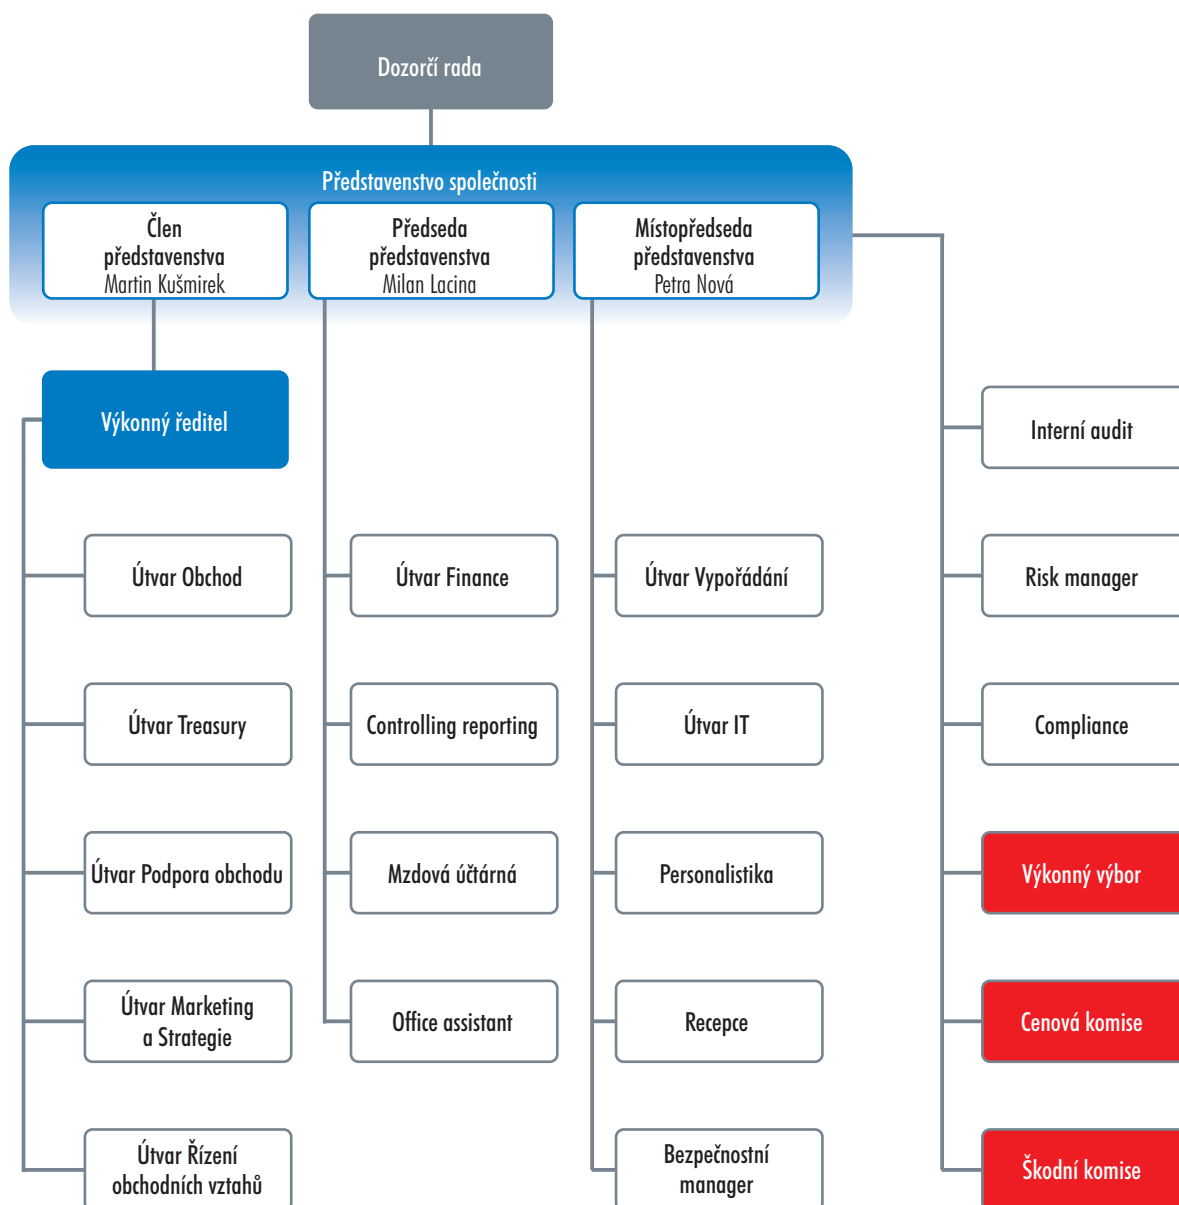 Dozorčí rada
Představenstvo společnosti
Člen
představenstva
Martin Kušmirek
Předseda
představenstva
Milan Lacina
Místopředseda
představenstva
Petra Nová
Výkonný ředitel
Interní audit
Útvar Obchod
Útvar Finance
Útvar Vypořádání
Risk manager
Útvar Treasury
Controlling reporting
Útvar IT
Compliance
Útvar Podpora obchodu
Mzdová účtárná
Personalistika
Výkonný výbor
Útvar Marketing
a Strategie
Office assistant
Recepce
Cenová komise
Útvar Řízení
obchodních vztahů
Bezpečnostní
manager
Škodní komise